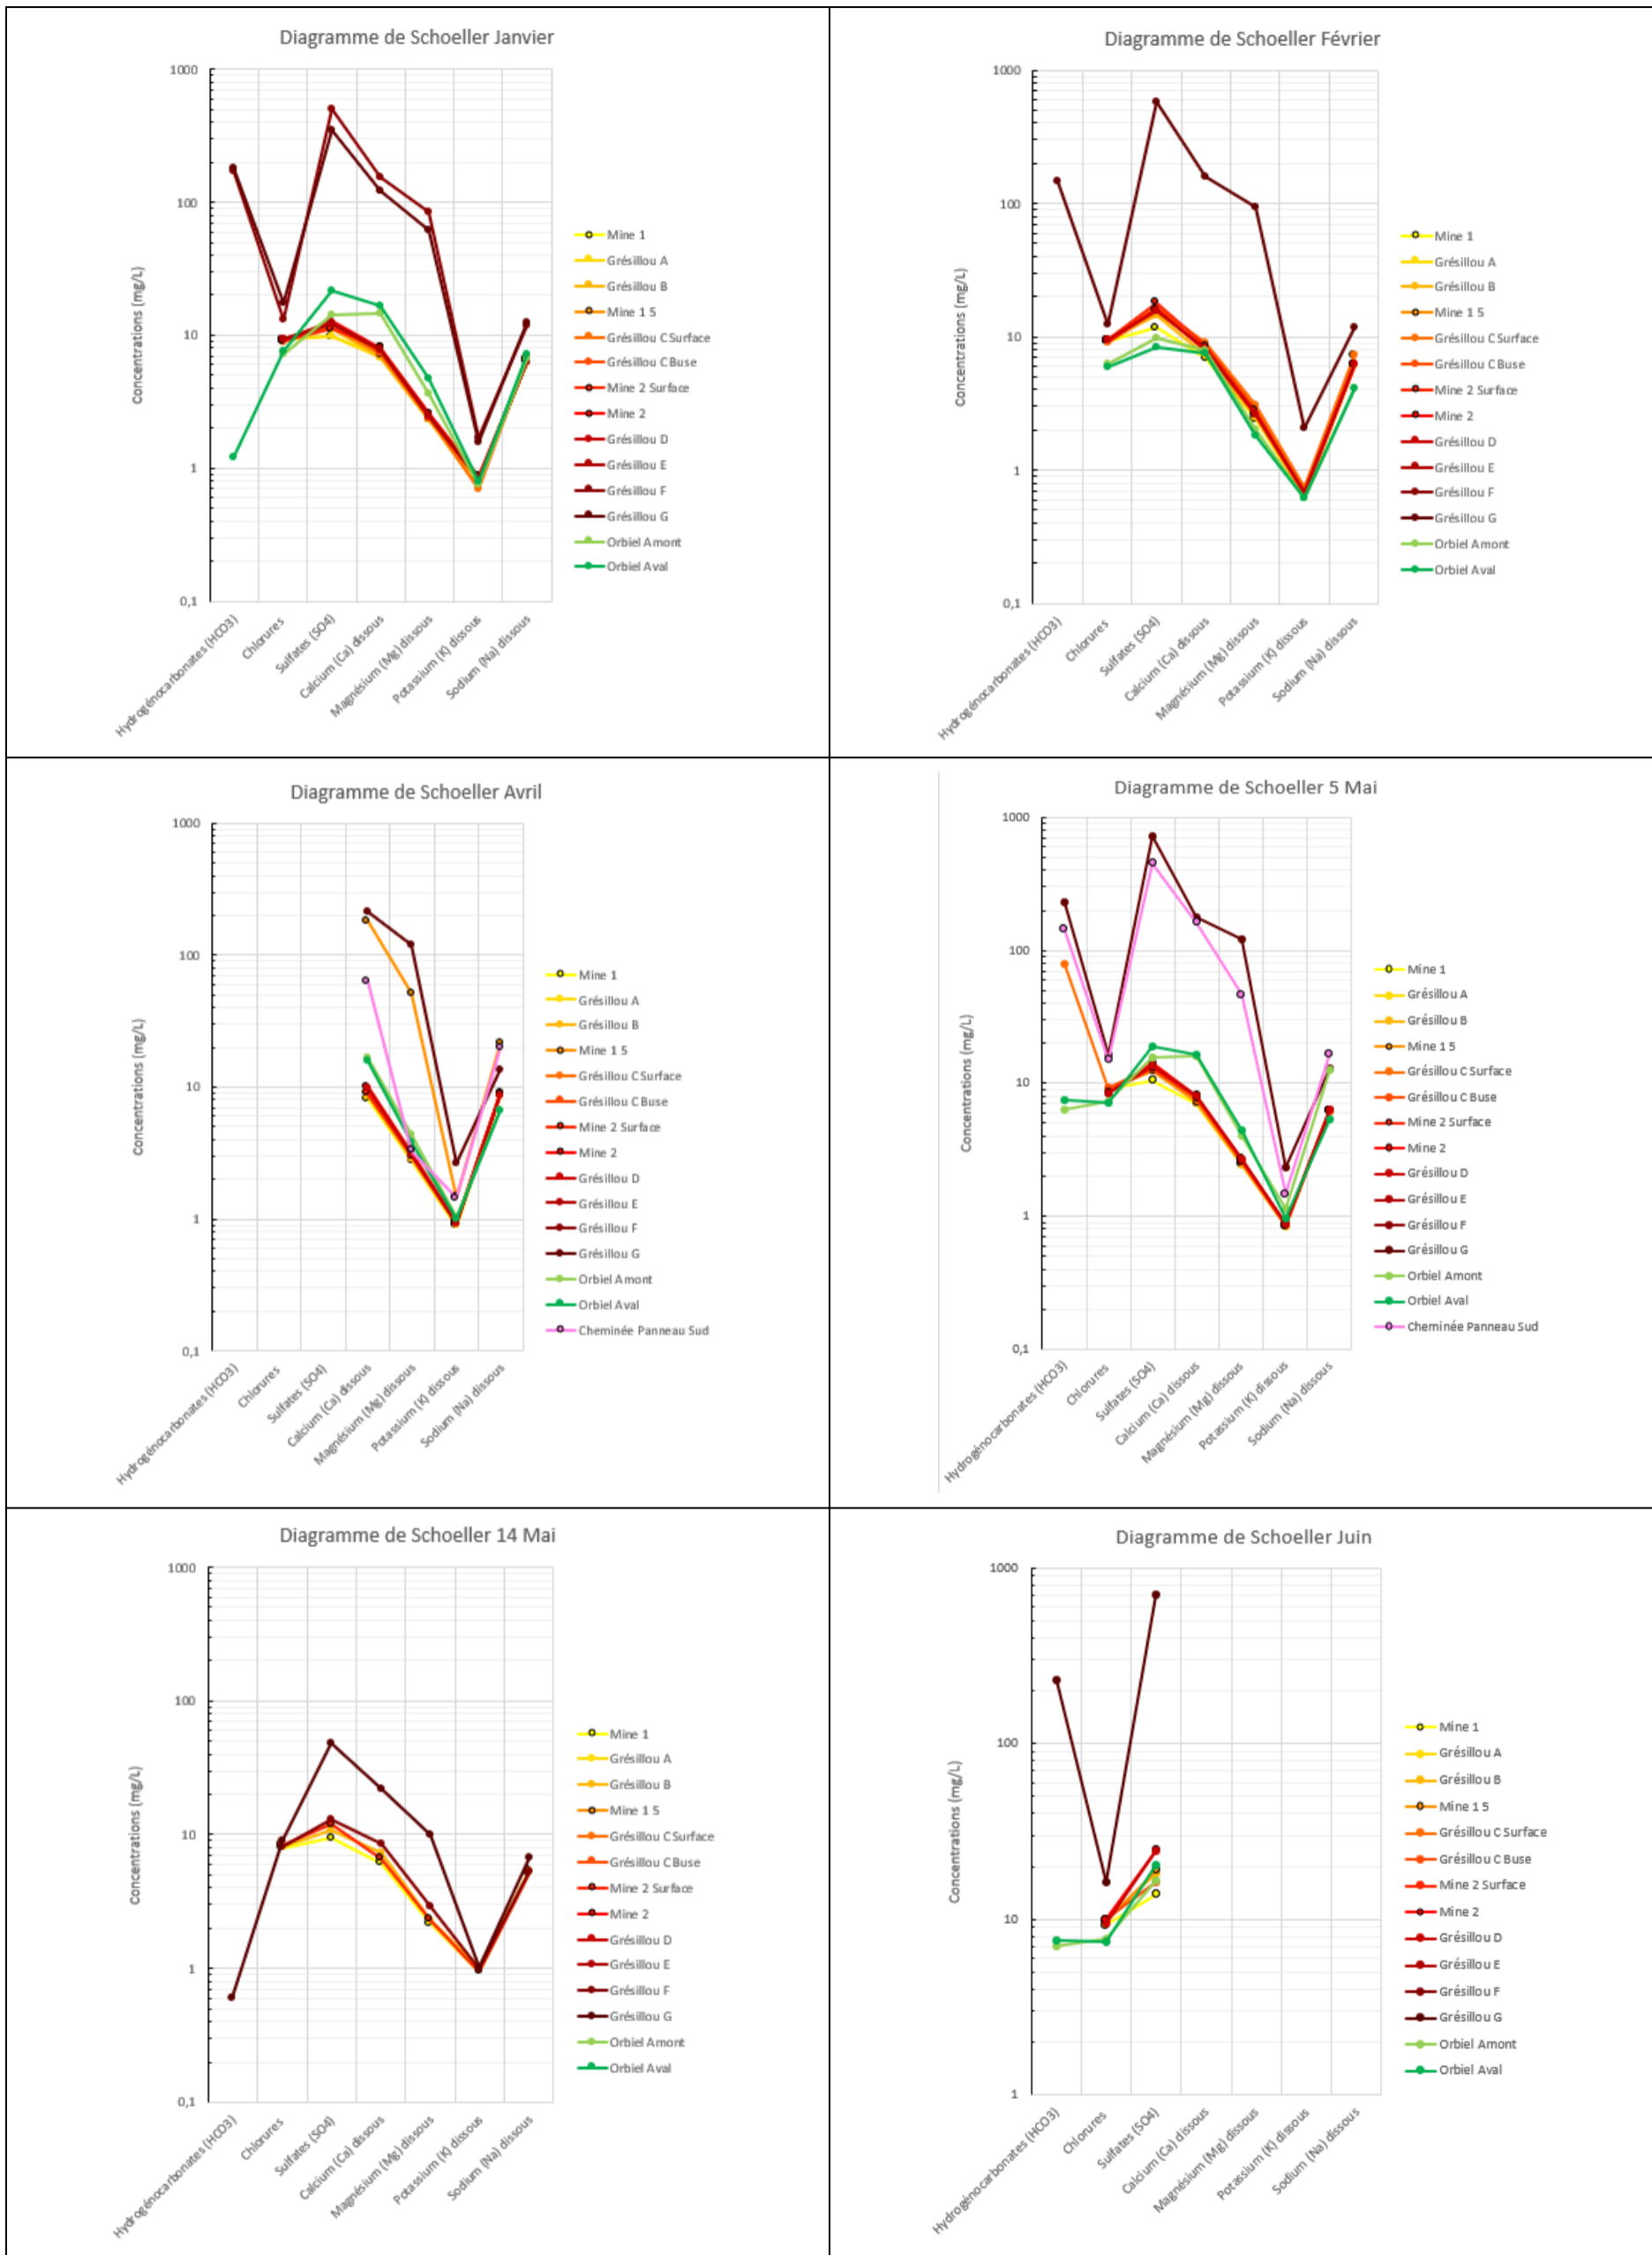 Diagramme de Schoeller Janvier
1000
100
10
1
0,1
Concentrations (mg/L)
Hydrogénocarbonates (HCO3)
Chlorures
Sulfates (SO4)
Calcium (Ca) dissous
Magnésium (Mg) dissous
Potassium (K) dissous
Sodium (Na) dissous
Mine 1
Grésillou A
Grésillou B
Mine 1 5
Grésillou C Surface
Grésillou C Buse
Mine 2 Surface
Mine 2
Grésillou D
Grésillou E
Grésillou F
Grésillou G
Orbiel Amont
Orbiel Aval
Diagramme de Schoeller Février
1000
100
10
1
0,1
Concentrations (mg/L)
Hydrogénocarbonates (HCO3)
Chlorures
Sulfates (SO4)
Calcium (Ca) dissous
Magnésium (Mg) dissous
Potassium (K) dissous
Sodium (Na) dissous
Mine 1
Grésillou A
Grésillou B
Mine 1 5
Grésillou C Surface
Grésillou C Buse
Mine 2 Surface
Mine 2
Grésillou D
Grésillou E
Grésillou F
Grésillou G
Orbiel Amont
Orbiel Aval
Diagramme de Schoeller Avril
1000
100
10
1
0,1
Concentrations (mg/L)
Hydrogénocarbonates (HCO3)
Chlorures
Sulfates (SO4)
Calcium (Ca) dissous
Magnésium (Mg) dissous
Potassium (K) dissous
Sodium (Na) dissous
Mine 1
Grésillou A
Grésillou B
Mine 1 5
Grésillou C Surface
Grésillou C Buse
Mine 2 Surface
Mine 2
Grésillou D
Grésillou E
Grésillou F
Grésillou G
Orbiel Amont
Orbiel Aval
Cheminée Panneau Sud
Diagramme de Schoeller 5 Mai
1000
100
10
1
0,1
Concentrations (mg/L)
Hydrogénocarbonates (HCO3)
Chlorures
Sulfates (SO4)
Calcium (Ca) dissous
Magnésium (Mg) dissous
Potassium (K) dissous
Sodium (Na) dissous
Mine 1
Grésillou A
Grésillou B
Mine 1 5
Grésillou C Surface
Grésillou C Buse
Mine 2 Surface
Mine 2
Grésillou D
Grésillou E
Grésillou F
Grésillou G
Orbiel Amont
Orbiel Aval
Cheminée Panneau Sud
Diagramme de Schoeller 14 Mai
1000
100
10
1
0,1
Concentrations (mg/L)
Hydrogénocarbonates (HCO3)
Chlorures
Sulfates (SO4)
Calcium (Ca) dissous
Magnésium (Mg) dissous
Potassium (K) dissous
Sodium (Na) dissous
Mine 1
Grésillou A
Grésillou B
Mine 1 5
Grésillou C Surface
Grésillou C Buse
Mine 2 Surface
Mine 2
Grésillou D
Grésillou E
Grésillou F
Grésillou G
Orbiel Amont
Orbiel Aval
Diagramme de Schoeller Juin
1000
100
10
1
Concentrations (mg/L)
Hydrogénocarbonates (HCO3)
Chlorures
Sulfates (SO4)
Calcium (Ca) dissous
Magnésium (Mg) dissous
Potassium (K) dissous
Sodium (Na) dissous
Mine 1
Grésillou A
Grésillou B
Mine 1 5
Grésillou C Surface
Grésillou C Buse
Mine 2 Surface
Mine 2
Grésillou D
Grésillou E
Grésillou F
Grésillou G
Orbiel Amont
Orbiel Aval